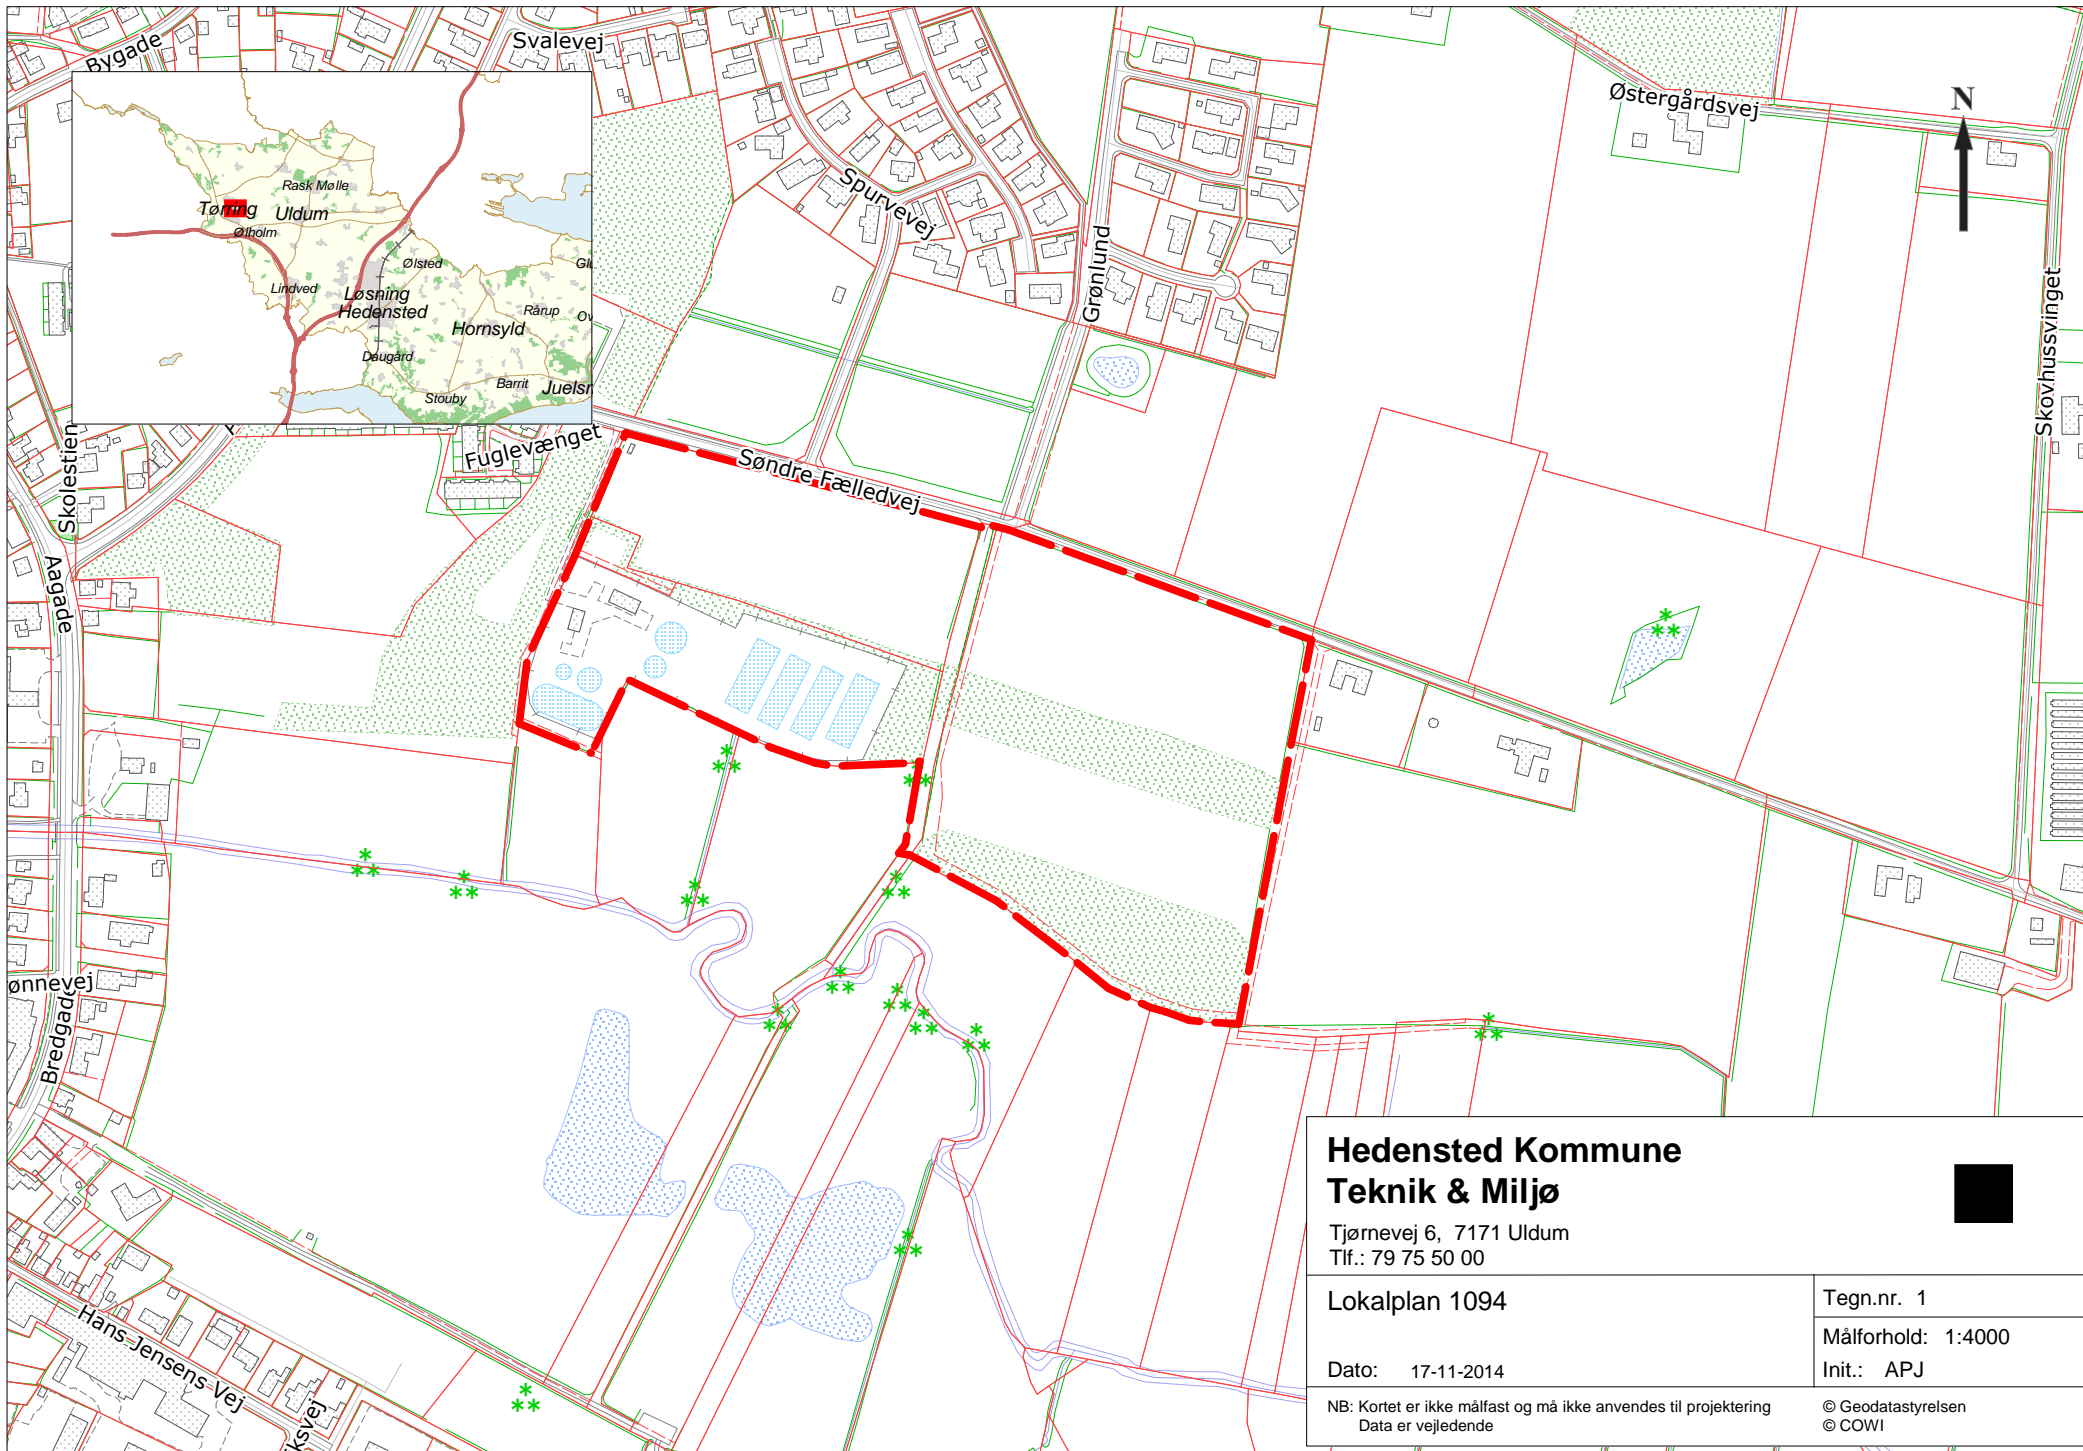 Bygade
Svalevej
Østergårdsvej
N
Rask Mølle
Tørring
Uldum
Ølholm
Spurvevej
Grønlund
Ølsted
Lindved
Løsning
Hedensted
Rårup
Hornsyld
Daugård
Barrit
Stouby
Skovhussvinget
Skolestien
Fuglevænget
Søndre Fælledvej
Aagade
ønnevej
Bredgade
Hans Jensens Vej
ksvej
Hedensted Kommune
Teknik & Miljø
Tjørnevej 6, 7171 Uldum
Tlf.: 79 75 50 00
Lokalplan 1094
Tegn.nr. 1
Målforhold: 1:4000
Dato: 17-11-2014
Init.: APJ
NB: Kortet er ikke målfast og må ikke anvendes til projektering
Data er vejledende
© Geodatastyrelsen
© COWI